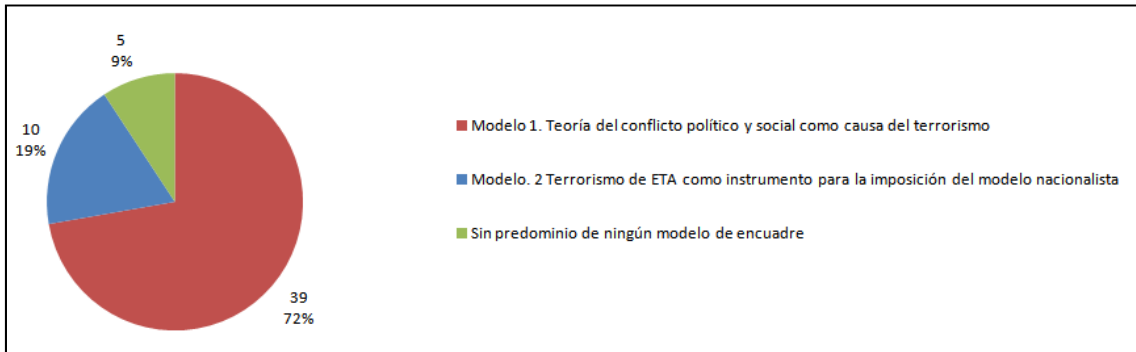 5
9%
10
19%
39
72%
Modelo 1. Teoría del conflicto político y social como causa del terrorismo
Modelo. 2 Terrorismo de ETA como instrumento para la imposición del modelo nacionalista
Sin predominio de ningún modelo de encuadre